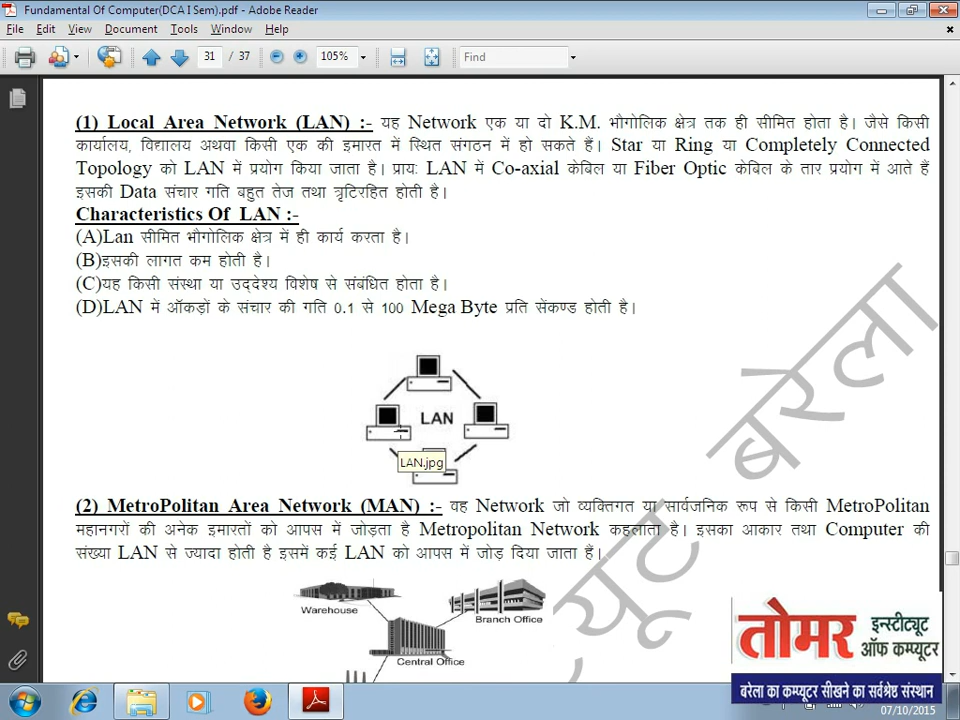 Fundamental Of Computer(DCA I Sem).pdf - Adobe Reader
File Edit View Document Tools Window Help
31 / 37 105% Find
(1) Local Area Network (LAN) :- यह Network एक या दो K.M. भौगोलिक क्षेत्र तक ही सीमित होता है। जैसे किसी
कार्यालय, विद्यालय अथवा किसी एक की इमारत में स्थित संगठन में हो सकते हैं। Star या Ring या Completely Connected
Topology को LAN में प्रयोग किया जाता है। प्रायः LAN में Co-axial केबिल या Fiber Optic केबिल के तार प्रयोग में आते हैं
इसकी Data संचार गति बहुत तेज तथा त्रृटिरहित होती है।
Characteristics Of LAN :-
(A)Lan सीमित भौगोलिक क्षेत्र में ही कार्य करता है।
(B)इसकी लागत कम होती है।
(C)यह किसी संस्था या उद्देश्य विशेष से संबंधित होता है।
(D)LAN में ऑकड़ों के संचार की गति 0.1 से 100 Mega Byte प्रति सेंकण्ड होती है।
LAN
LAN.jpg
(2) MetroPolitan Area Network (MAN) :- वह Network जो व्यक्तिगत या सार्वजनिक रूप से किसी MetroPolitan
महानगरों की अनेक इमारतों को आपस में जोड़ता है Metropolitan Network कहलाता है। इसका आकार तथा Computer की
संख्या LAN से ज्यादा होती है इसमें कई LAN को आपस में जोड़ दिया जाता हैं।
Warehouse
Branch Office
Central Office
यूट बरेला
तोमर इन्स्टीट्यूट
ऑफ कम्प्यूटर
बरेला का कम्प्यूटर सीखने का सर्वश्रेष्ठ संस्थान
07/10/2015